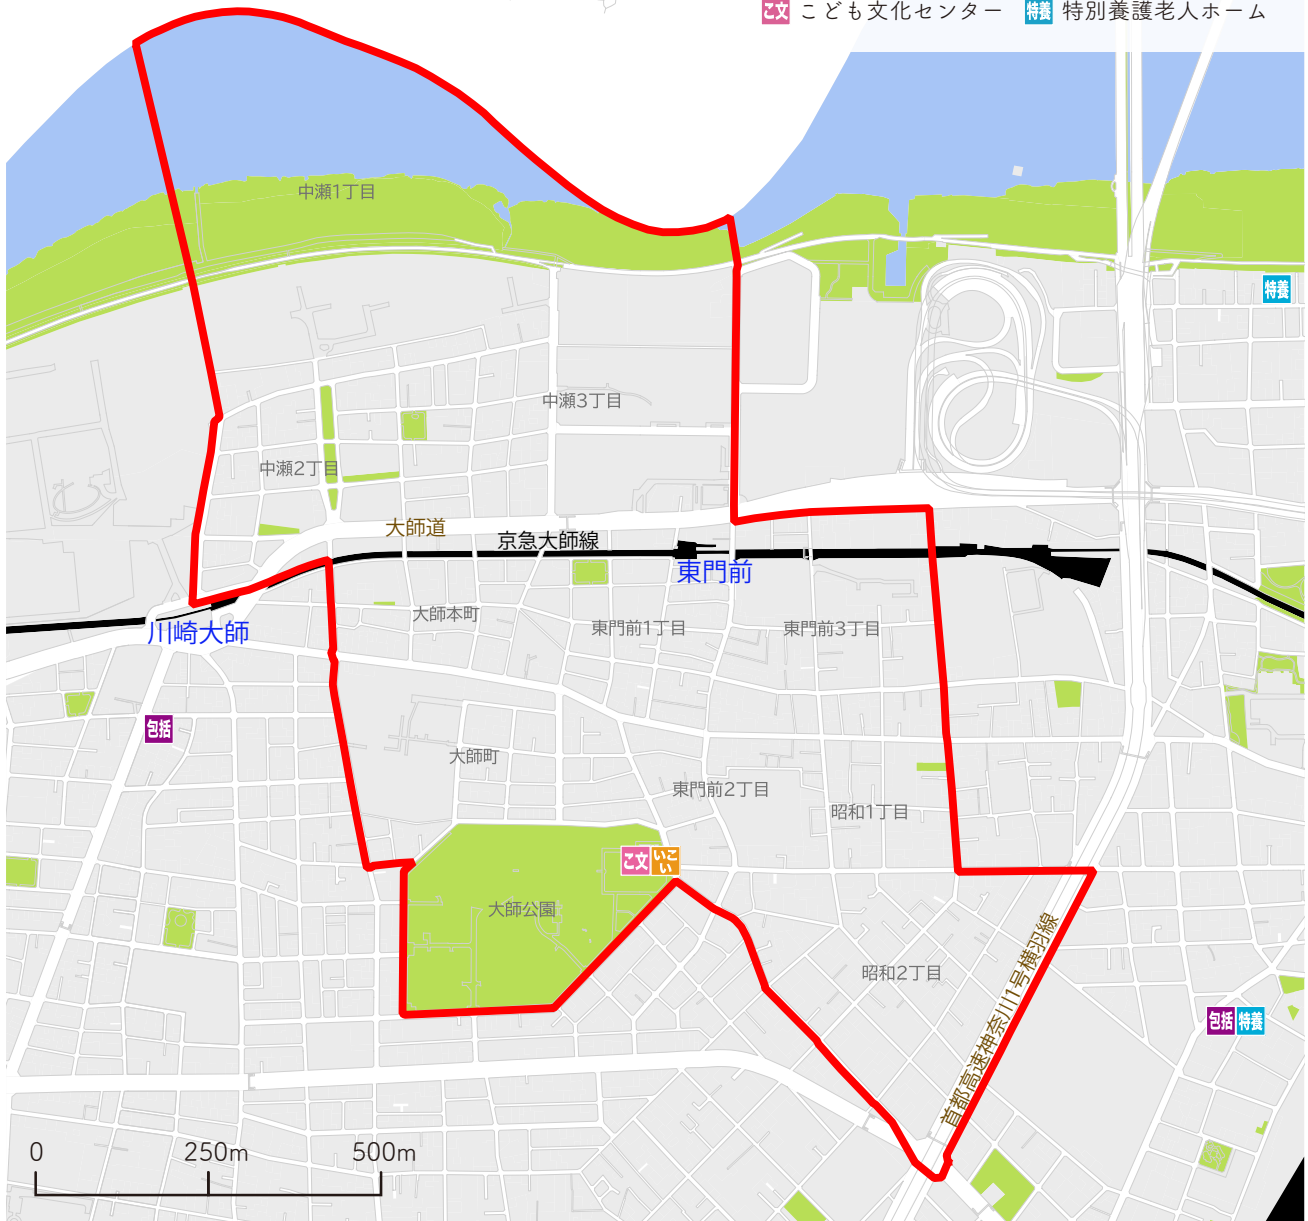 こ文 こども文化センター 特養 特別養護老人ホーム
中瀬1丁目
特養
中瀬3丁目
中瀬2丁目
大師道
京急大師線
東門前
大師本町
川崎大師
東門前1丁目
東門前3丁目
包括
大師町
東門前2丁目
昭和1丁目
こ文 いこい
大師公園
昭和2丁目
首都高速神奈川1号横羽線
包括 特養
0 250m 500m